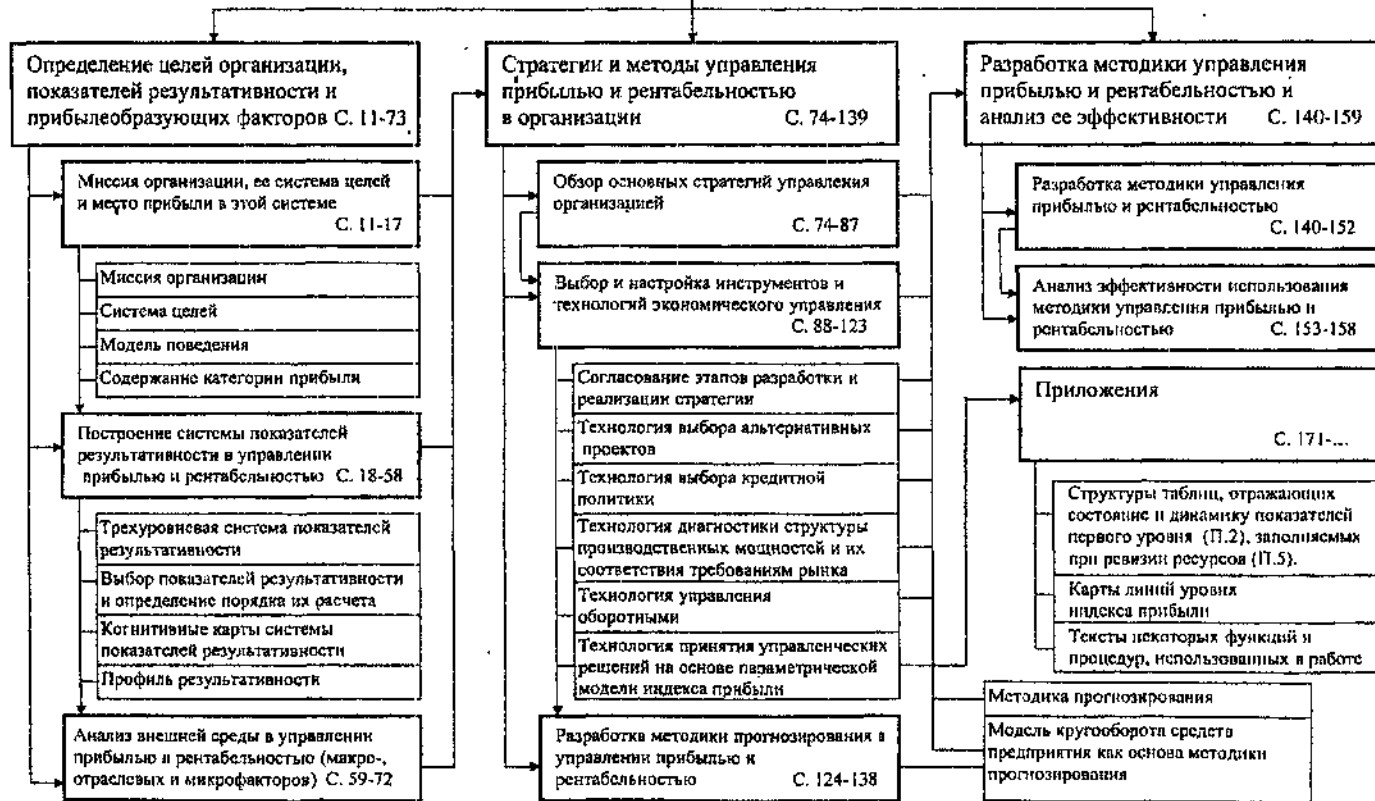 Определение целей организации,
показателей результативности и
прибылеобразующих факторов С. 11-73
Миссия организации, ее система целей
и место прибыли в этой системе
С. 11-17
Миссия организации
Система целей
Модель поведения
Содержание категории прибыли
Построение системы показателей
результативности в управлении
прибылью и рентабельностью С. 18-58
Трехуровневая система показателей
результативности
Выбор показателей результативности
и определение порядка их расчета
Когнитивные карты системы
показателей результативности
Профиль результативности
Анализ внешней среды в управлении
прибылью и рентабельностью (макро-,
отраслевых и микрофакторов) С. 59-72
Стратегии и методы управления
прибылью и рентабельностью
в организации С. 74-139
Обзор основных стратегий управления
организацией
С. 74-87
Выбор и настройка инструментов и
технологий экономического управления
С. 88-123
Согласование этапов разработки и
реализации стратегии
Технология выбора альтернативных
проектов
Технология выбора кредитной
политики
Технология диагностики структуры
производственных мощностей и их
соответствия требованиям рынка
Технология управления
оборотными
Технология принятия управленческих
решений на основе параметрической
модели индекса прибыли
Разработка методики прогнозирования в
управлении прибылью и
рентабельностью С. 124-138
Разработка методики управления
прибылью и рентабельностью и
анализ ее эффективности С. 140-159
Разработка методики управления
прибылью и рентабельностью
С. 140-152
Анализ эффективности использования
методики управления прибылью и
рентабельностью С. 153-158
Приложения
С. 171-...
Структуры таблиц, отражающих
состояние и динамику показателей
первого уровня (П.2), заполняемых
при ревизии ресурсов (П.5).
Карты линий уровня
индекса прибыли
Тексты некоторых функций и
процедур, использованных в работе
Методика прогнозирования
Модель кругооборота средств
предприятия как основа методики
прогнозирования